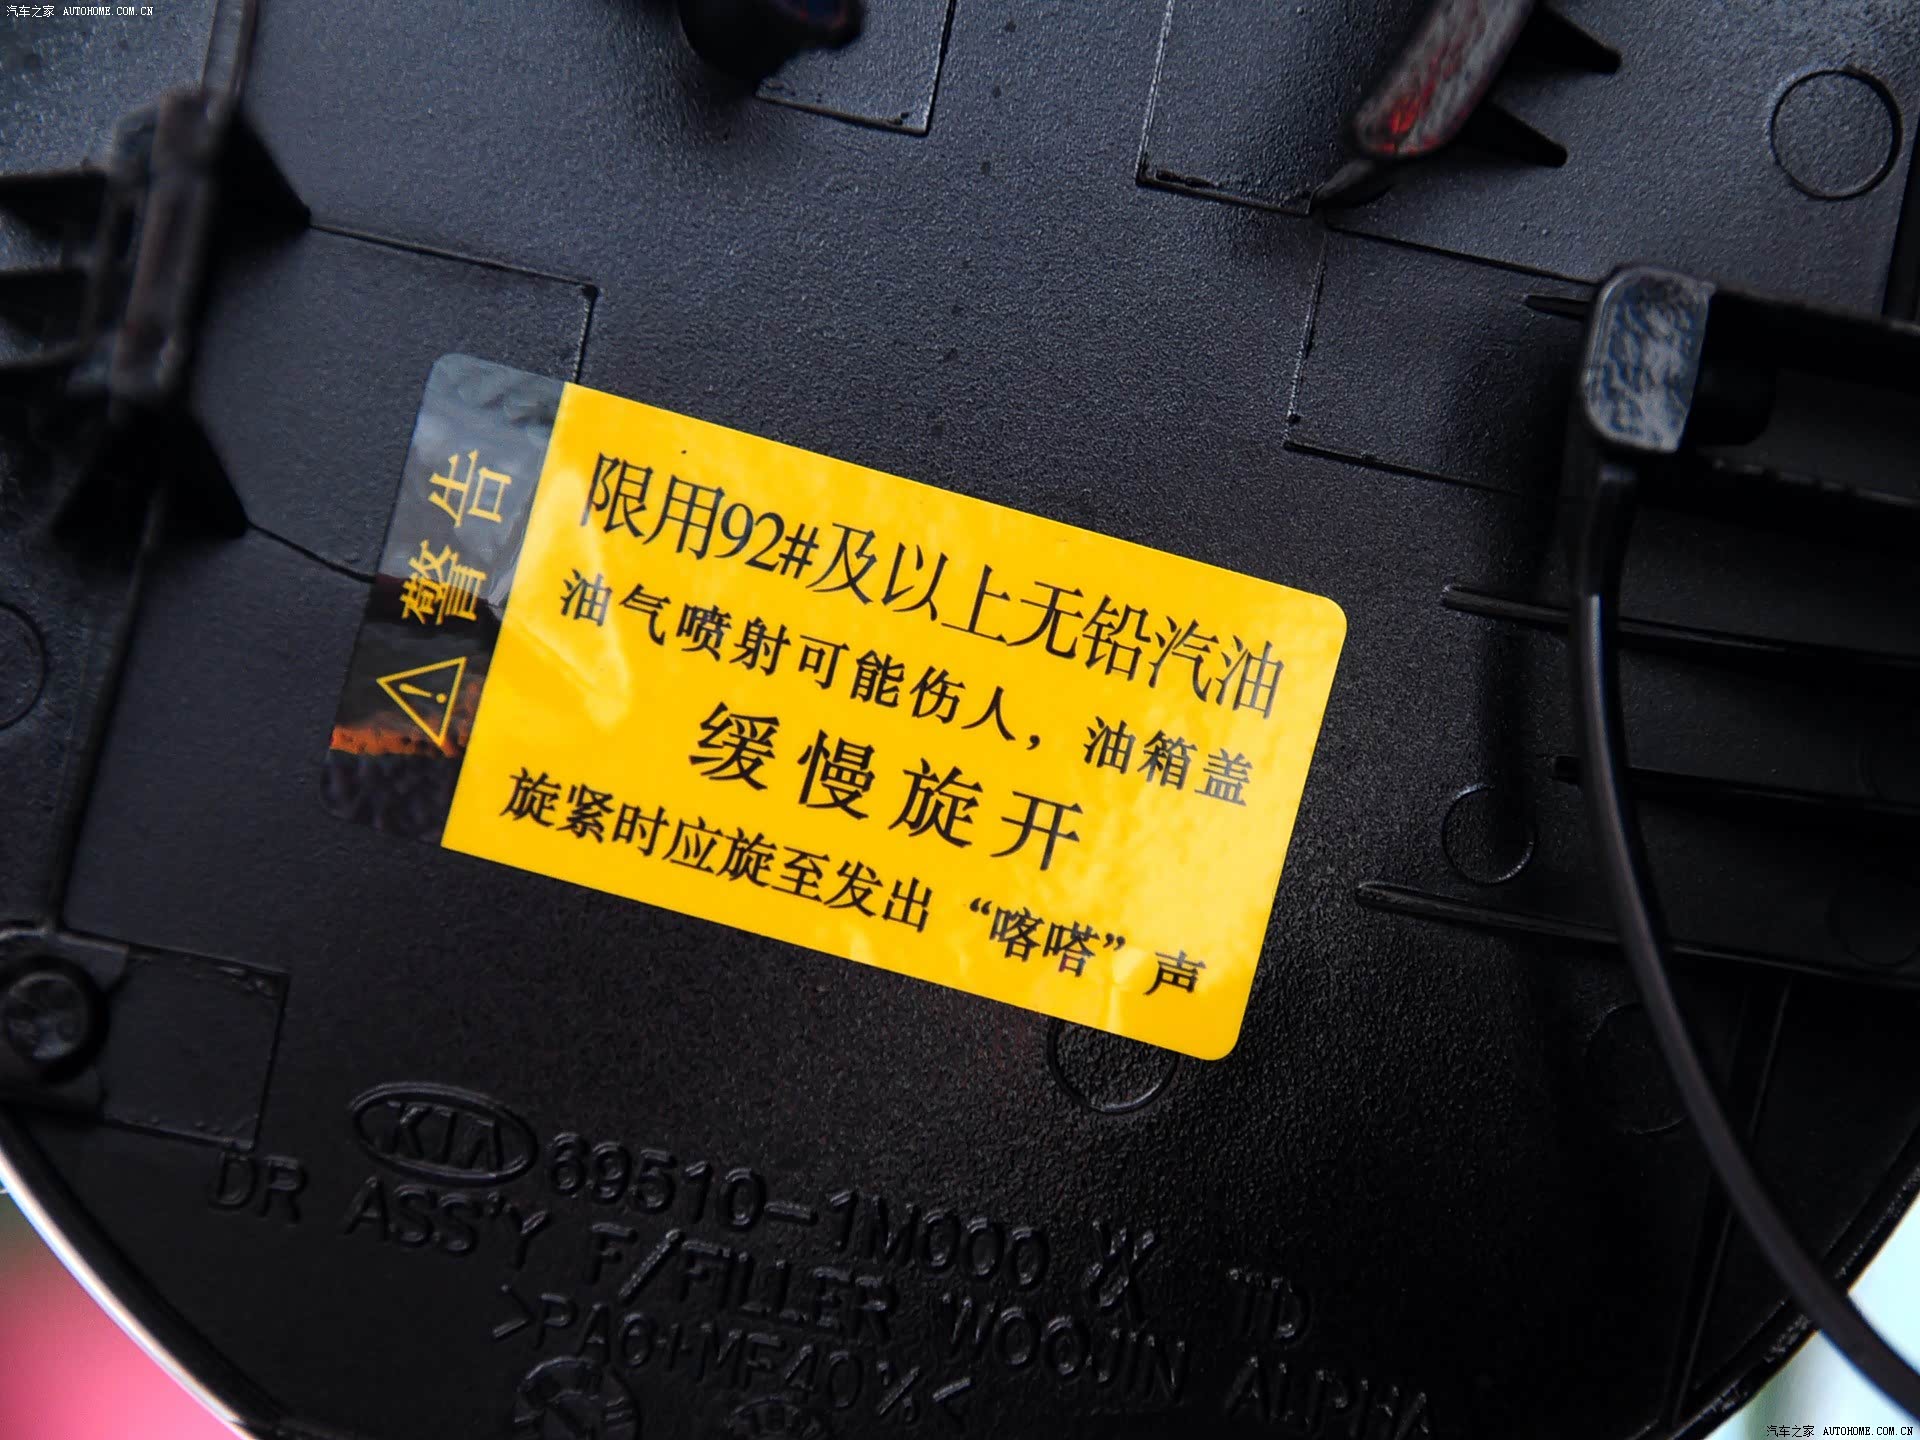 汽车之家 AUTOHOME.COM.CN
警告
限用92#及以上无铅汽油
油气喷射可能伤人，油箱盖
缓慢旋开
旋紧时应旋至发出“喀嗒”声
KIA 69510-1M000 TD
DR ASS'Y F/FILLER WOOJIN ALPHA
>PA6+MF40%<
汽车之家 AUTOHOME.COM.CN